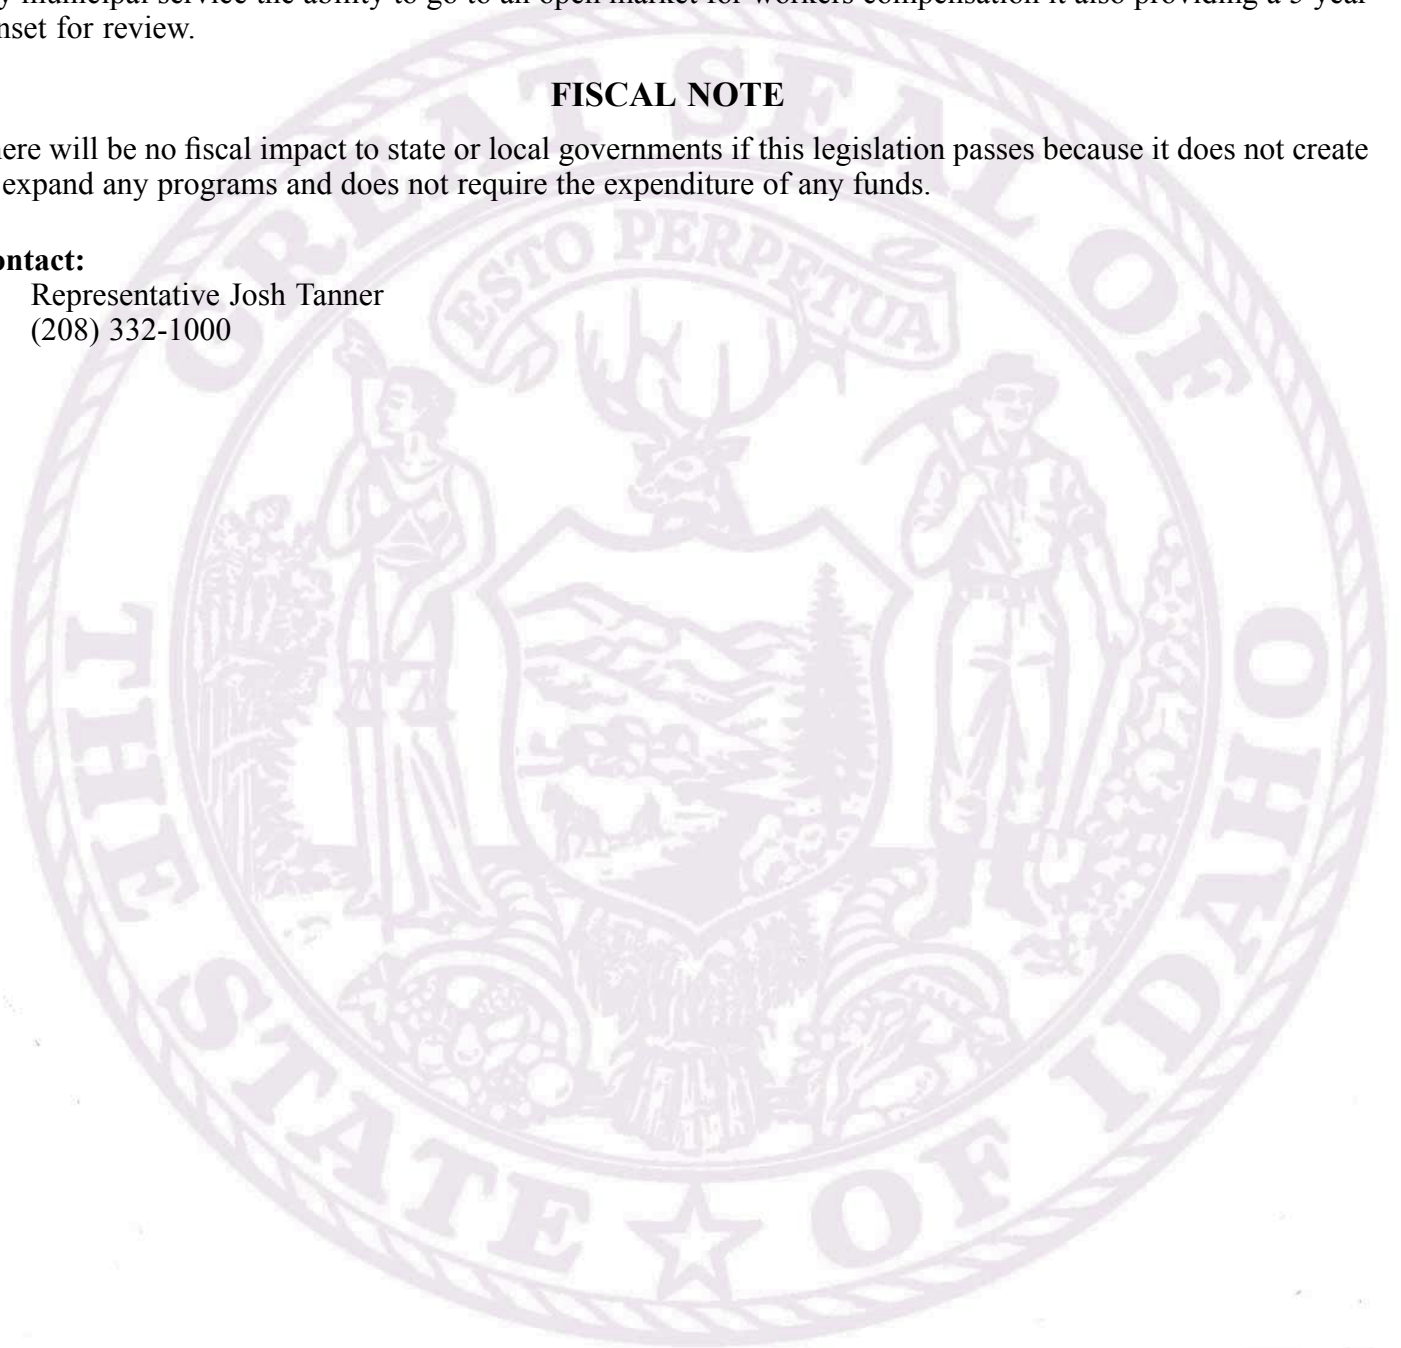 y municipal service the ability to go to an open market for workers compensation it also providing a 5 year
nset for review.
FISCAL NOTE
here will be no fiscal impact to state or local governments if this legislation passes because it does not create
expand any programs and does not require the expenditure of any funds.
ontact:
Representative Josh Tanner
(208) 332-1000
GREAT SEAL OF
ESTO PERPETUA
THE STATE OF IDAHO